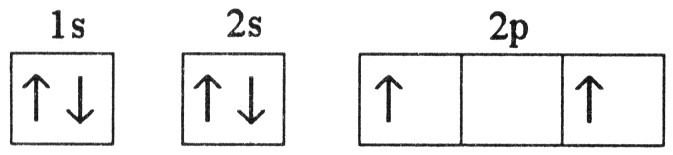 1s 2s 2p
↑↓ ↑↓ ↑ ↑